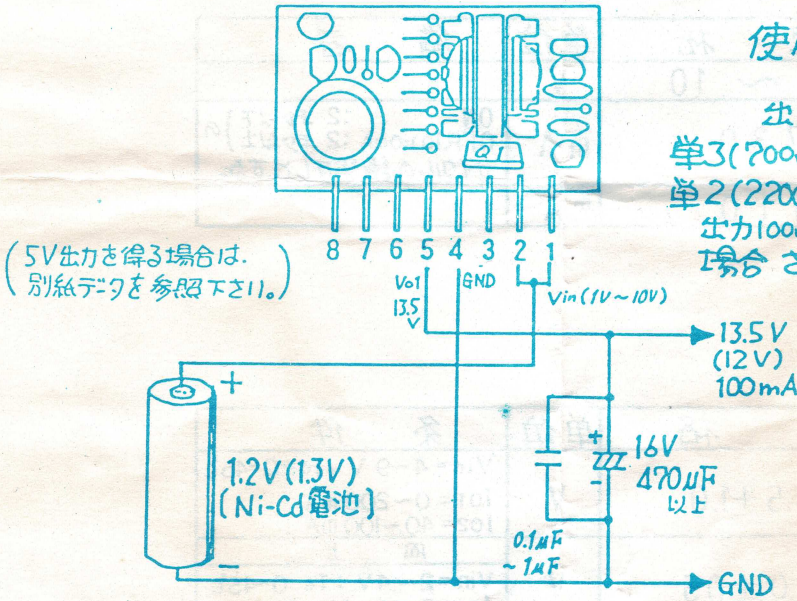 Q1
8 7 6 5 4 3 2 1
使
出
単3(700
単2(2200
出力100
場合 さ
(5V出力を得る場合は.
別紙データを参照下さい。)
Vo1
13.5
V
GND
Vin(1V～10V)
13.5V
(12V)
100mA
+
1.2V(1.3V)
[Ni-Cd電池]
-
+
-
16V
470μF
以上
0.1μF
~1μF
GND